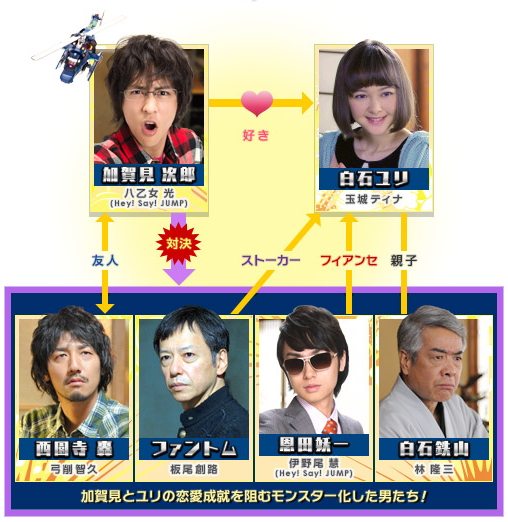 加賀見 次郎
八乙女 光
(Hey! Say! JUMP)
好き
白石ユリ
玉城ティナ
友人
対決
ストーカー
フィアンセ
親子
西園寺 轟
弓削智久
ファントム
板尾創路
恩田妖一
伊野尾 慧
(Hey! Say! JUMP)
白石鉄山
林 隆三
加賀見とユリの恋愛成就を阻むモンスター化した男たち!